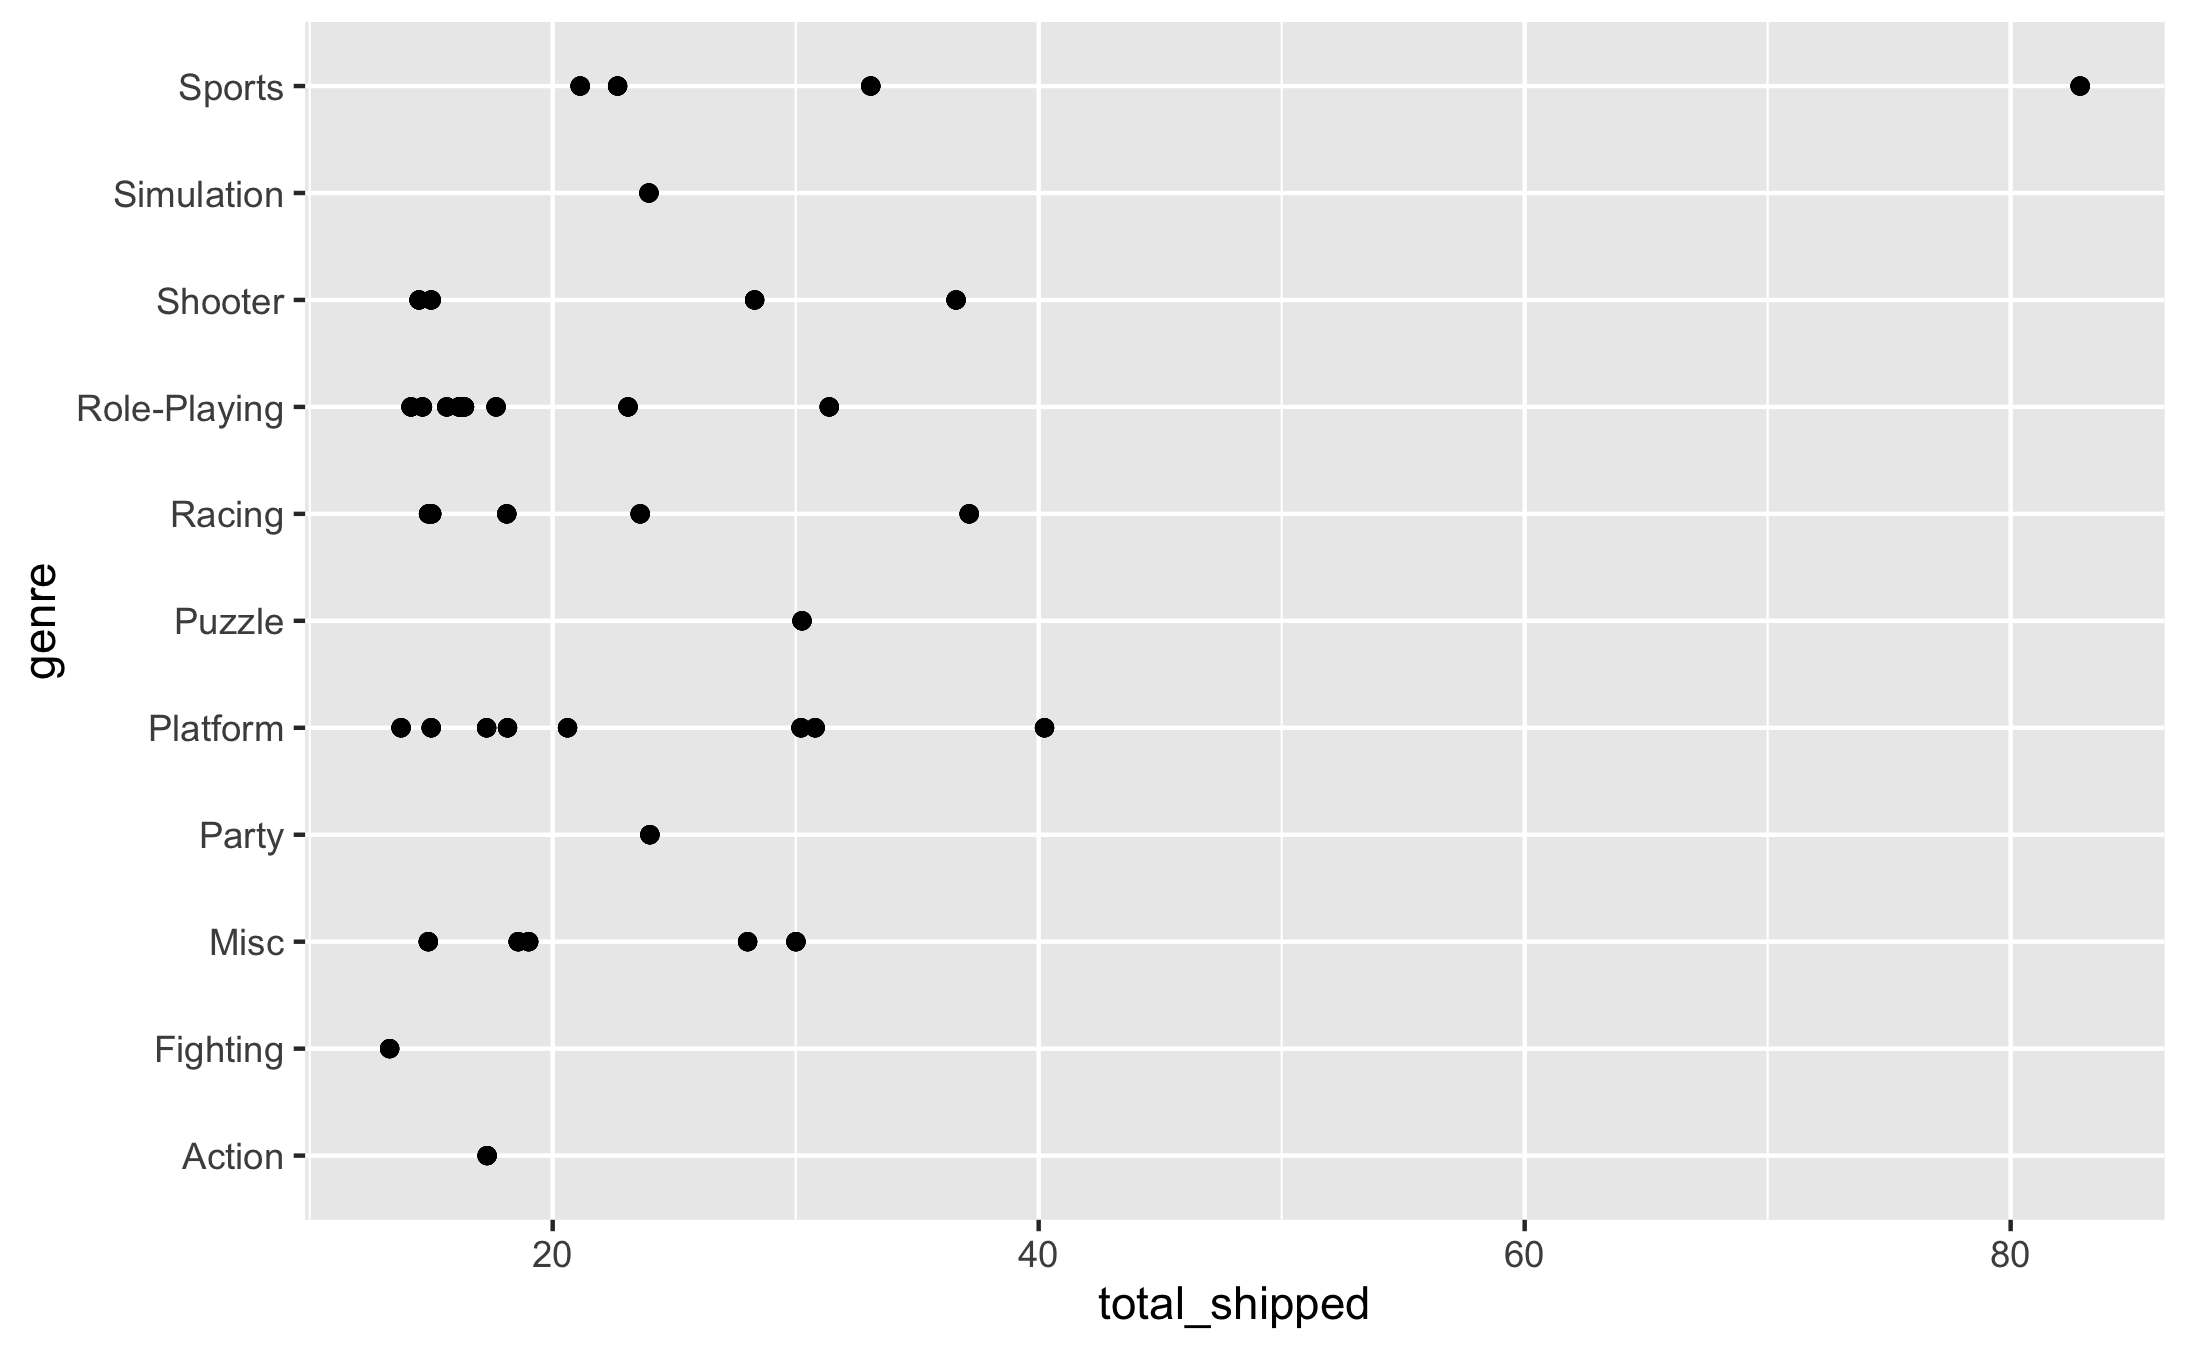 Sports
Simulation
Shooter
Role-Playing
Racing
Puzzle
Platform
Party
Misc
Fighting
Action
genre
20 40 60 80
total_shipped